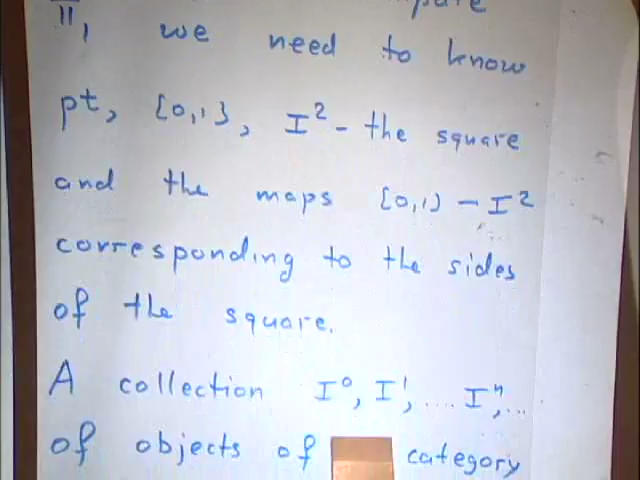 π, we need to know
pt, {0,1}, I² - the square
and the maps [0,1] - I²
corresponding to the sides
of the square.
A collection I⁰, I¹, .... Iⁿ, ..
of objects of category